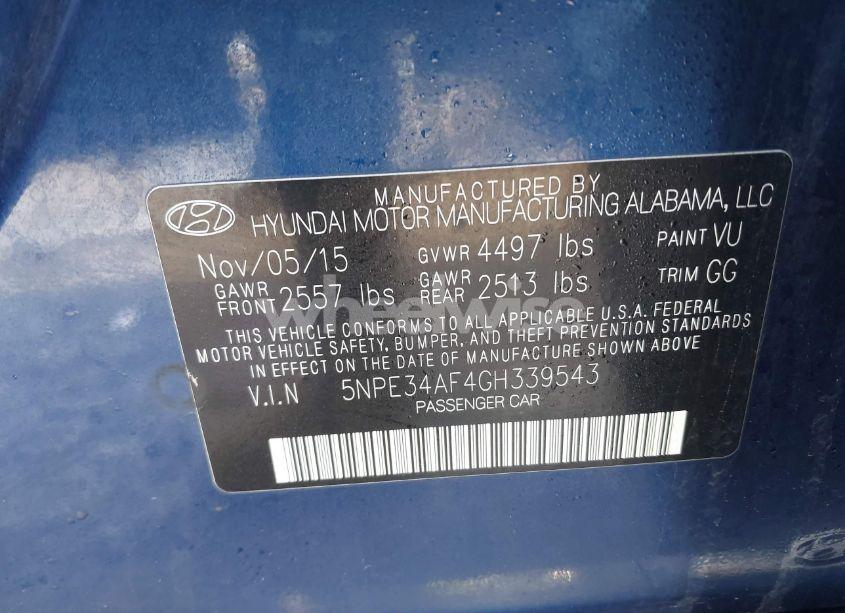 MANUFACTURED BY
HYUNDAI MOTOR MANUFACTURING ALABAMA, LLC
Nov/05/15 GVWR 4497 lbs PAINT VU
GAWR FRONT 2557 lbs GAWR REAR 2513 lbs TRIM GG
THIS VEHICLE CONFORMS TO ALL APPLICABLE U.S.A. FEDERAL
MOTOR VEHICLE SAFETY, BUMPER, AND THEFT PREVENTION STANDARDS
IN EFFECT ON THE DATE OF MANUFACTURE SHOWN ABOVE
V.I.N 5NPE34AF4GH339543
PASSENGER CAR
wheelwise